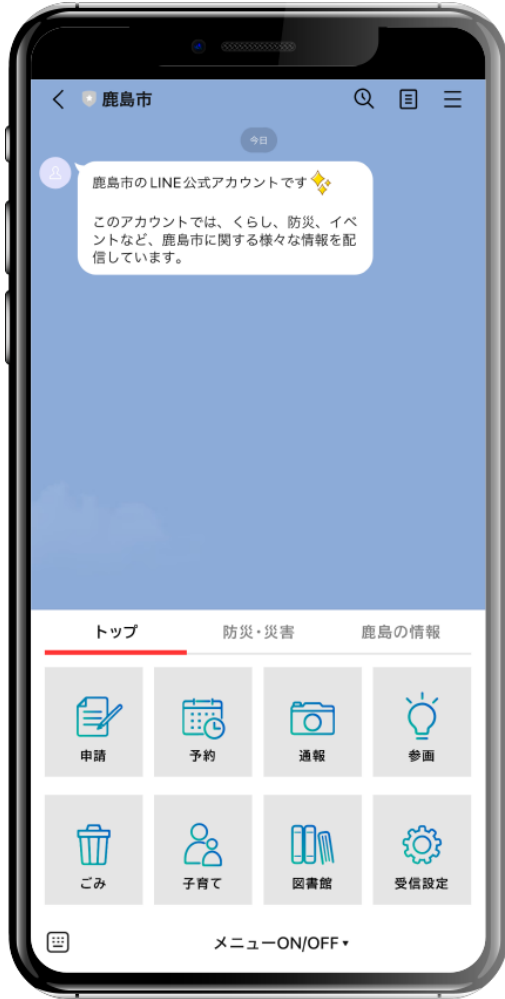 鹿島市
今日
鹿島市のLINE公式アカウントです✨
このアカウントでは、くらし、防災、イベ
ントなど、鹿島市に関する様々な情報を配
信しています。
トップ 防災・災害 鹿島の情報
申請 予約 通報 参画
ごみ 子育て 図書館 受信設定
メニューON/OFF▾